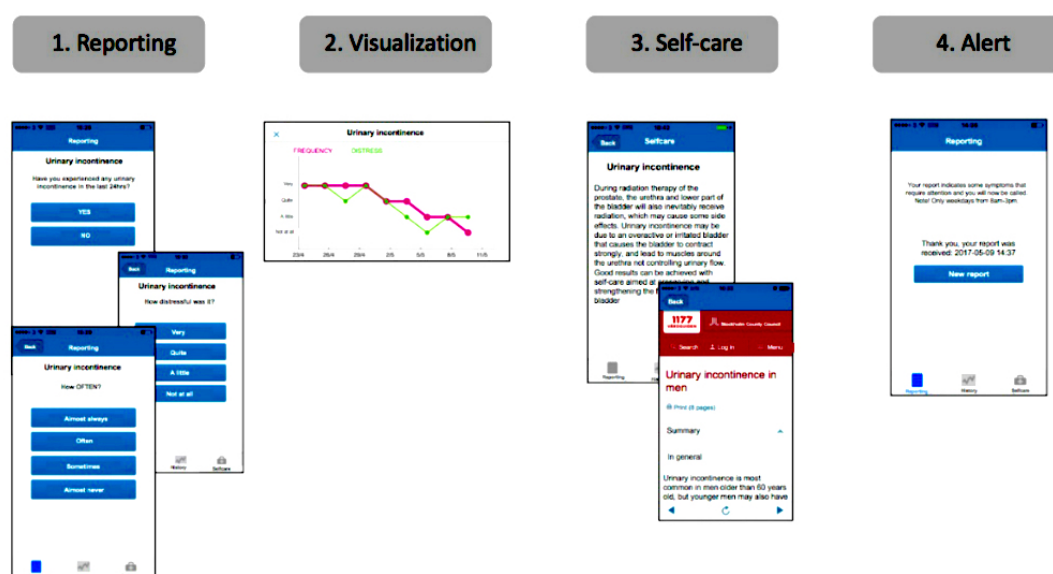 1. Reporting
2. Visualization
3. Self-care
4. Alert
Reporting
Urinary incontinence
Have you experienced any urinary
incontinence in the last 24hrs?
YES
NO
Back
Reporting
Urinary incontinence
How distressful was it?
Very
Quite
A little
Not at all
History
Selfcare
Back
Reporting
Urinary incontinence
How OFTEN?
Almost always
Often
Sometimes
Almost never
Urinary incontinence
FREQUENCY
DISTRESS
Very
Quite
A little
Not at all
23/4
25/4
29/4
2/5
5/5
8/5
11/5
Back
Selfcare
Urinary incontinence
During radiation therapy of the
prostate, the urethra and lower part of
the bladder will also inevitably receive
radiation, which may cause some side
effects. Urinary incontinence may be
due to an overactive or irritated bladder
that causes the bladder to contract
strongly, and lead to muscles around
the urethra not controlling urinary flow.
Good results can be achieved with
self-care aimed at
strengthening the
bladder
Reporting
Back
1177
Stockholm County Council
Search
Log in
Menu
Urinary incontinence in
men
Print (8 pages)
Summary
In general
Urinary incontinence is most
common in men older than 60 years
old, but younger men may also have
Reporting
Your report indicates some symptoms that
require attention and you will now be called.
Note! Only weekdays from 8am-3pm.
Thank you, your report was
received: 2017-05-09 14:37
New report
Reporting
History
Selfcare